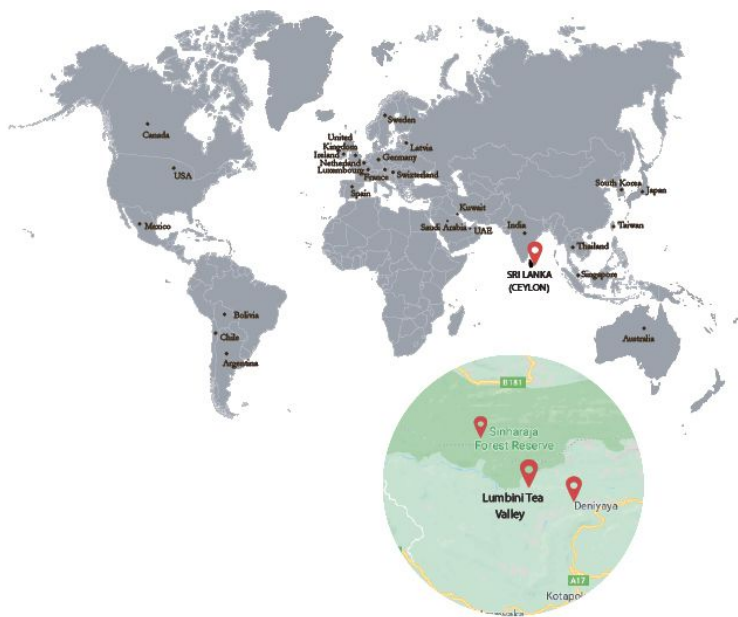 Canada
USA
Mexico
Bolivia
Chile
Argentina
Sweden
Latvia
United
Kingdom
Ireland
Netherland
Luxembourg
Germany
France
Swizerland
Spain
Kuwait
Saudi Arabia
UAE
India
South Korea
Japan
Taiwan
Thailand
Singapore
SRI LANKA
(CEYLON)
Australia
B181
Sinharaja
Forest Reserve
Lumbini Tea
Valley
Deniyaya
A17